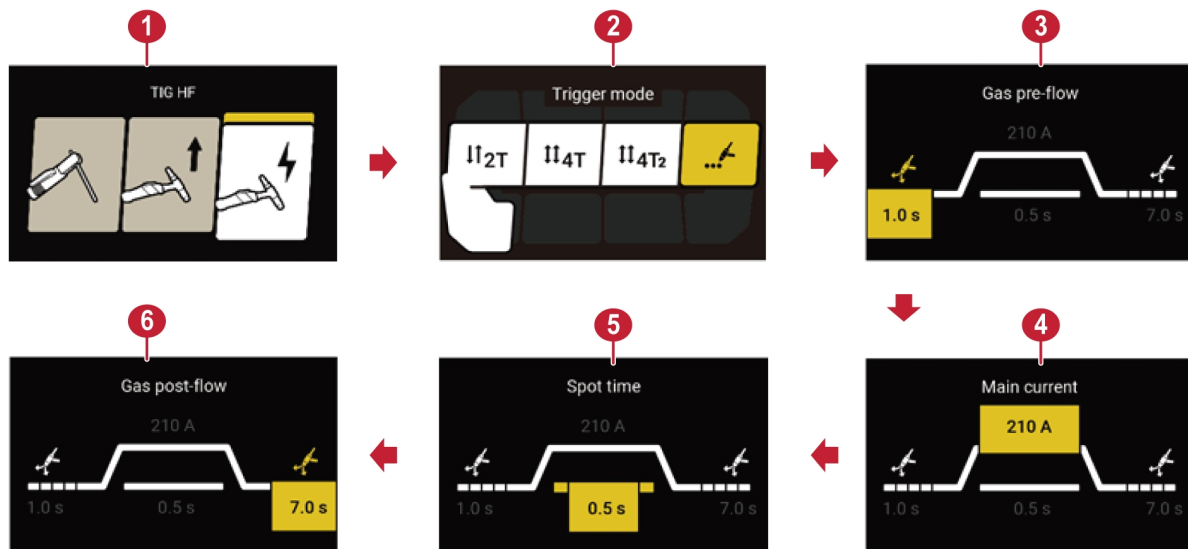 1
TIG HF
2
Trigger mode
2T
4T
4T2
3
Gas pre-flow
210 A
1.0 s
0.5 s
7.0 s
6
Gas post-flow
210 A
1.0 s
0.5 s
7.0 s
5
Spot time
210 A
1.0 s
0.5 s
7.0 s
4
Main current
210 A
1.0 s
0.5 s
7.0 s